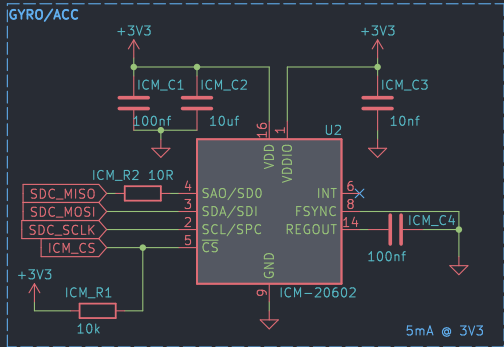 GYRO/ACC
+3V3
+3V3
ICM_C1
ICM_C2
ICM_C3
100nf
10uf
10nf
U2
16
1
VDD
VDDIO
ICM_R2 10R
SDC_MISO
4
SAO/SDO
INT
6
SDC_MOSI
3
SDA/SDI
FSYNC
8
SDC_SCLK
2
SCL/SPC
REGOUT
14
ICM_C4
ICM_CS
5
CS
100nf
+3V3
GND
ICM_R1
9
ICM-20602
10k
5mA @ 3V3